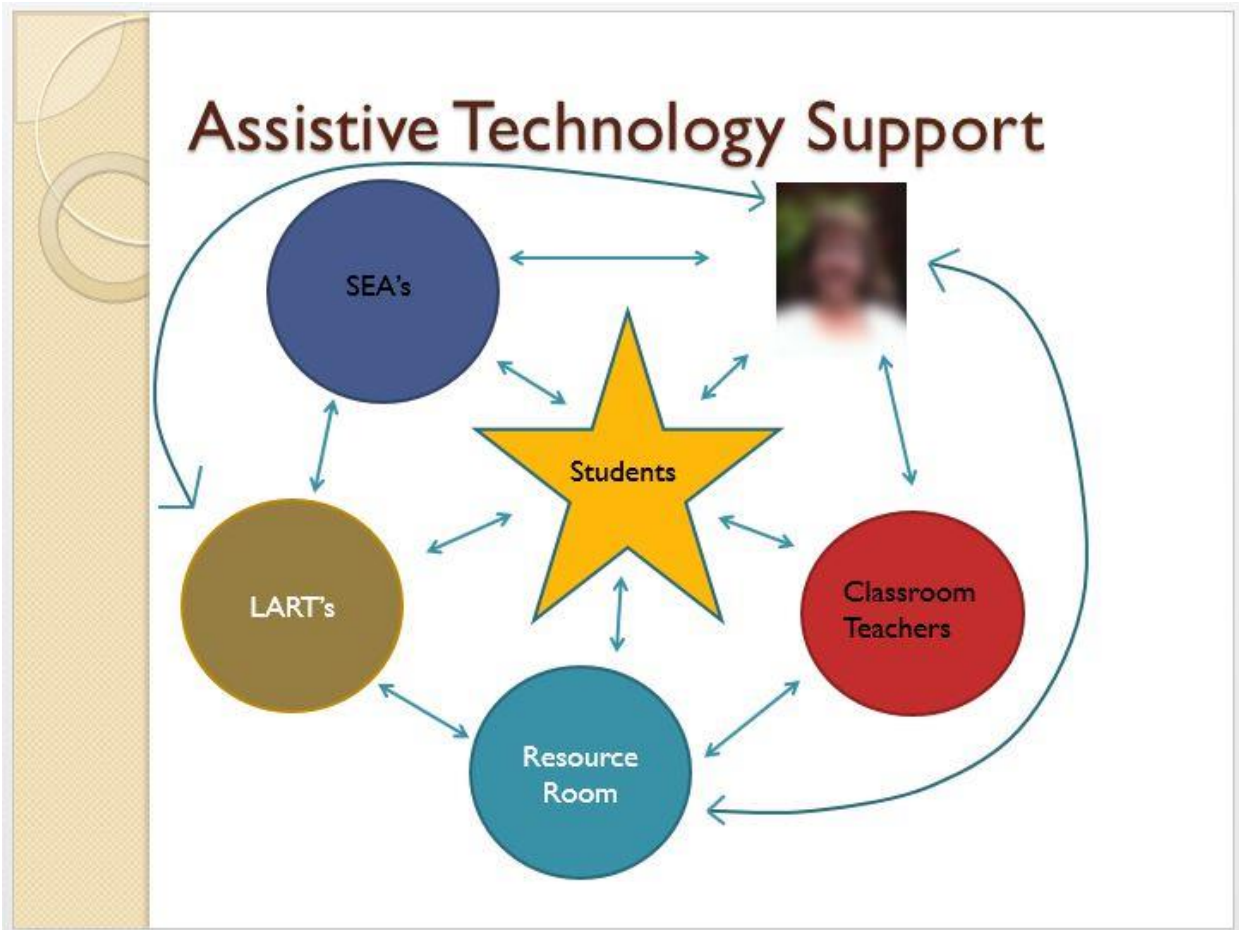 Assistive Technology Support
SEA's
Students
LART's
Classroom
Teachers
Resource
Room